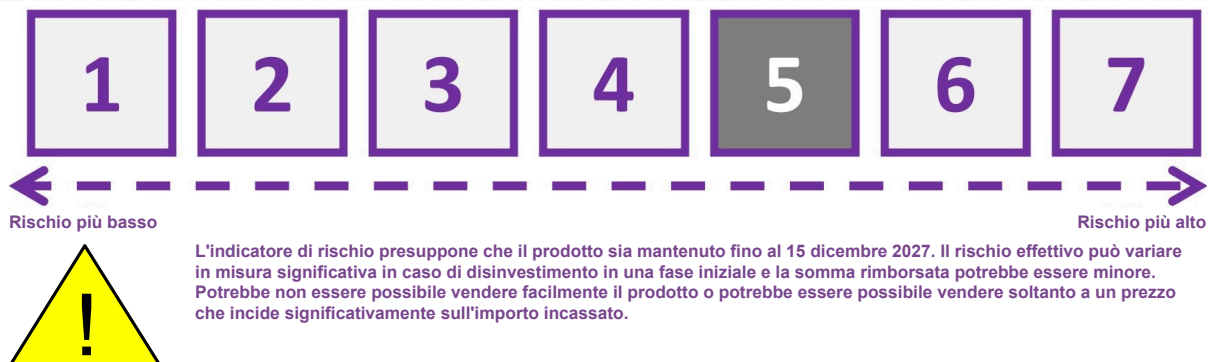 1 2 3 4 5 6 7
Rischio più basso Rischio più alto
L'indicatore di rischio presuppone che il prodotto sia mantenuto fino al 15 dicembre 2027. Il rischio effettivo può variare
in misura significativa in caso di disinvestimento in una fase iniziale e la somma rimborsata potrebbe essere minore.
Potrebbe non essere possibile vendere facilmente il prodotto o potrebbe essere possibile vendere soltanto a un prezzo
che incide significativamente sull'importo incassato.
!